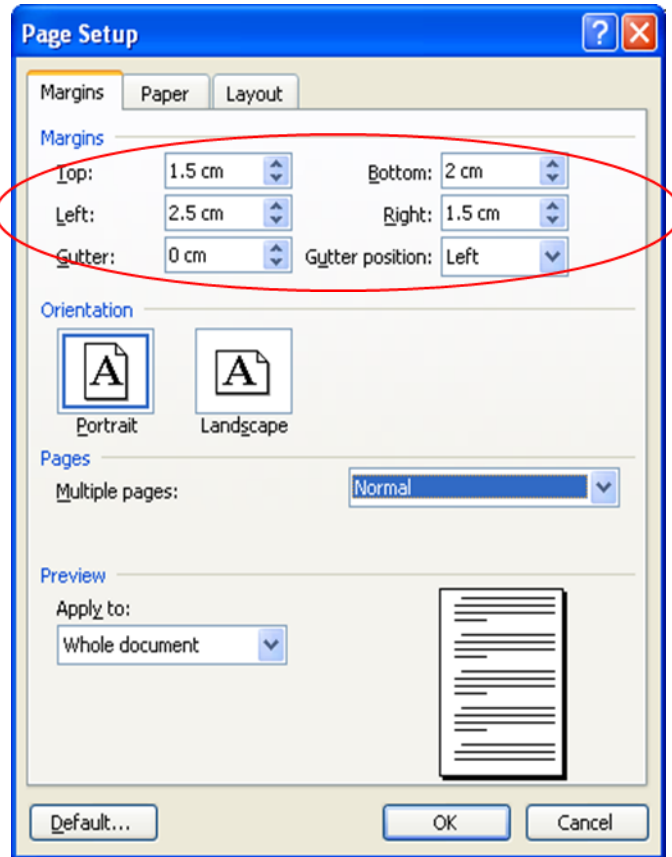 Page Setup
Margins Paper Layout
Margins
Top: 1.5 cm Bottom: 2 cm
Left: 2.5 cm Right: 1.5 cm
Gutter: 0 cm Gutter position: Left
Orientation
A A
Portrait Landscape
Pages
Multiple pages: Normal
Preview
Apply to:
Whole document
Default... OK Cancel